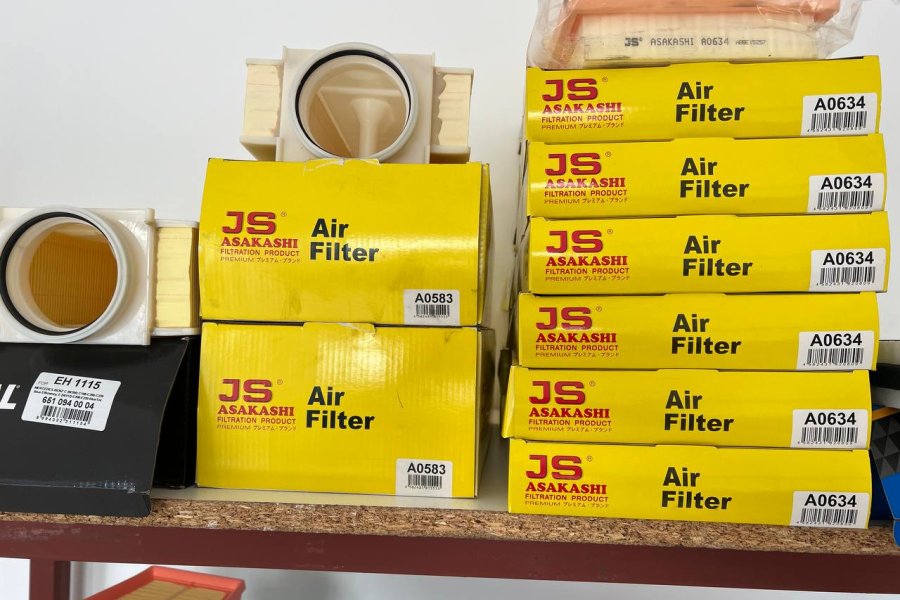 JS® ASAKASHI A0634
JS®
ASAKASHI
FILTRATION PRODUCT
PREMIUM プレミアム・ブランド
Air
Filter
A0583
JS®
ASAKASHI
FILTRATION PRODUCT
PREMIUM プレミアム・ブランド
Air
Filter
A0583
JS®
ASAKASHI
FILTRATION PRODUCT
PREMIUM プレミアム・ブランド
Air
Filter
A0634
JS®
ASAKASHI
FILTRATION PRODUCT
PREMIUM プレミアム・ブランド
Air
Filter
A0634
JS®
ASAKASHI
FILTRATION PRODUCT
PREMIUM プレミアム・ブランド
Air
Filter
A0634
JS®
ASAKASHI
FILTRATION PRODUCT
PREMIUM プレミアム・ブランド
Air
Filter
A0634
JS®
ASAKASHI
FILTRATION PRODUCT
PREMIUM プレミアム・ブランド
Air
Filter
A0634
JS®
ASAKASHI
FILTRATION PRODUCT
PREMIUM プレミアム・ブランド
Air
Filter
A0634
L
EH 1115
651 094 00 04